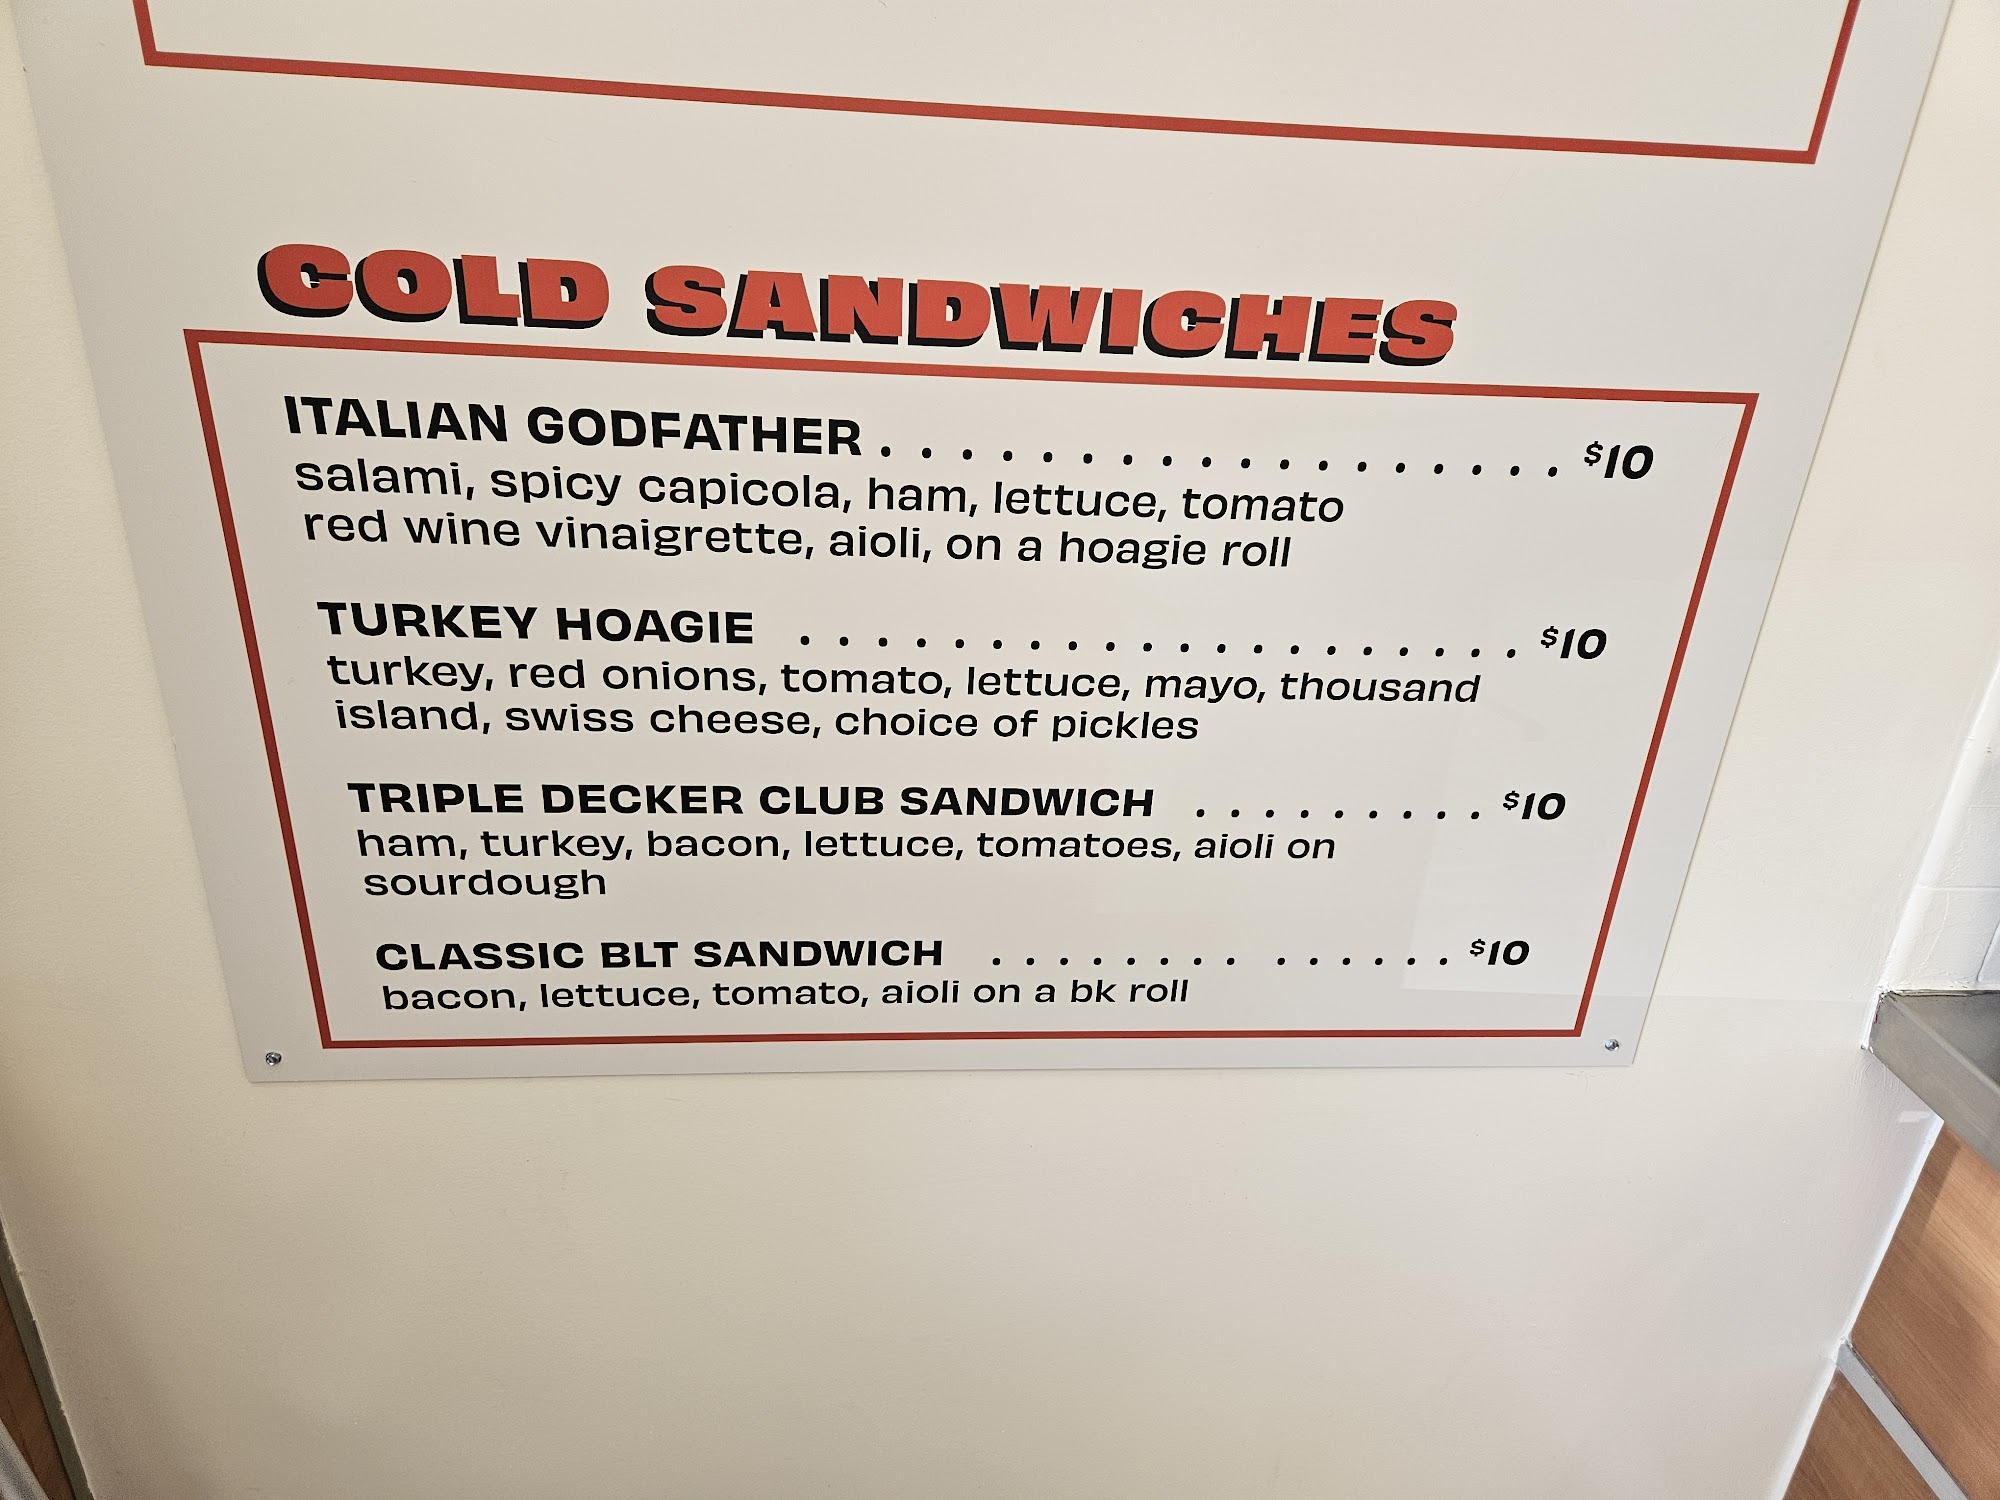 COLD SANDWICHES
ITALIAN GODFATHER . . . . . . . . . . . . . . . . . . $10
salami, spicy capicola, ham, lettuce, tomato
red wine vinaigrette, aioli, on a hoagie roll
TURKEY HOAGIE . . . . . . . . . . . . . . . . . . . $10
turkey, red onions, tomato, lettuce, mayo, thousand
island, swiss cheese, choice of pickles
TRIPLE DECKER CLUB SANDWICH . . . . . . . . . $10
ham, turkey, bacon, lettuce, tomatoes, aioli on
sourdough
CLASSIC BLT SANDWICH . . . . . . . . . . . . . . $10
bacon, lettuce, tomato, aioli on a bk roll